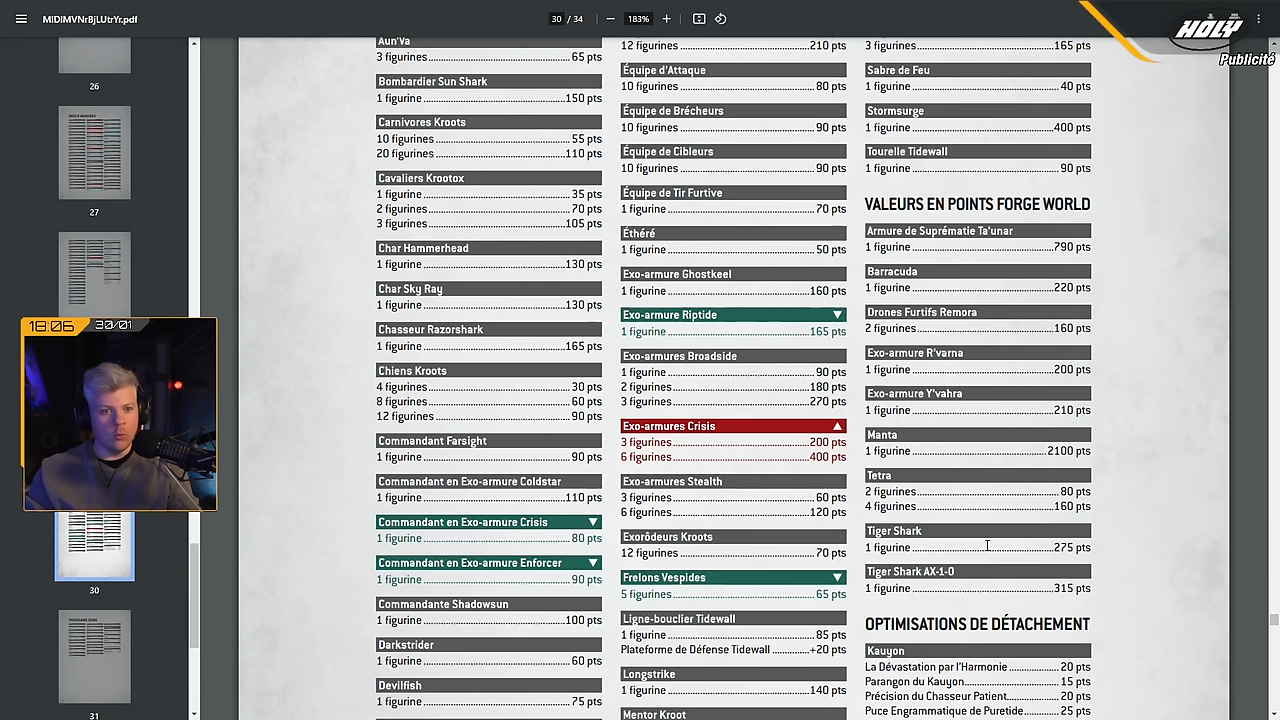 MIDIMVNrBjLUtrYr.pdf
30 / 34
183%
HOLY
Publicité
26
27
30
31
18:06
30/01
Aun'Va
3 figurines 65 pts
Bombardier Sun Shark
1 figurine 150 pts
Carnivores Kroots
10 figurines 55 pts
20 figurines 110 pts
Cavaliers Krootox
1 figurine 35 pts
2 figurines 70 pts
3 figurines 105 pts
Char Hammerhead
1 figurine 130 pts
Char Sky Ray
1 figurine 130 pts
Chasseur Razorshark
1 figurine 165 pts
Chiens Kroots
4 figurines 30 pts
8 figurines 60 pts
12 figurines 90 pts
Commandant Farsight
1 figurine 90 pts
Commandant en Exo-armure Coldstar
1 figurine 110 pts
Commandant en Exo-armure Crisis ▼
1 figurine 80 pts
Commandant en Exo-armure Enforcer ▼
1 figurine 90 pts
Commandante Shadowsun
1 figurine 100 pts
Darkstrider
1 figurine 60 pts
Devilfish
1 figurine 75 pts
12 figurines 210 pts
Équipe d'Attaque
10 figurines 80 pts
Équipe de Brécheurs
10 figurines 90 pts
Équipe de Cibleurs
10 figurines 90 pts
Équipe de Tir Furtive
1 figurine 70 pts
Éthéré
1 figurine 50 pts
Exo-armure Ghostkeel
1 figurine 160 pts
Exo-armure Riptide ▼
1 figurine 165 pts
Exo-armures Broadside
1 figurine 90 pts
2 figurines 180 pts
3 figurines 270 pts
Exo-armures Crisis ▲
3 figurines 200 pts
6 figurines 400 pts
Exo-armures Stealth
3 figurines 60 pts
6 figurines 120 pts
Exorôdeurs Kroots
12 figurines 70 pts
Frelons Vespides ▼
5 figurines 65 pts
Ligne-bouclier Tidewall
1 figurine 85 pts
Plateforme de Défense Tidewall +20 pts
Longstrike
1 figurine 140 pts
Mentor Kroot
3 figurines 165 pts
Sabre de Feu
1 figurine 40 pts
Stormsurge
1 figurine 400 pts
Tourelle Tidewall
1 figurine 90 pts
VALEURS EN POINTS FORGE WORLD
Armure de Suprématie Ta'unar
1 figurine 790 pts
Barracuda
1 figurine 220 pts
Drones Furtifs Remora
2 figurines 160 pts
Exo-armure R'varna
1 figurine 200 pts
Exo-armure Y'vahra
1 figurine 210 pts
Manta
1 figurine 2100 pts
Tetra
2 figurines 80 pts
4 figurines 160 pts
Tiger Shark
1 figurine 275 pts
Tiger Shark AX-1-0
1 figurine 315 pts
OPTIMISATIONS DE DÉTACHEMENT
Kauyon
La Dévastation par l'Harmonie 20 pts
Parangon du Kauyon 15 pts
Précision du Chasseur Patient 20 pts
Puce Engrammatique de Puretide 25 pts